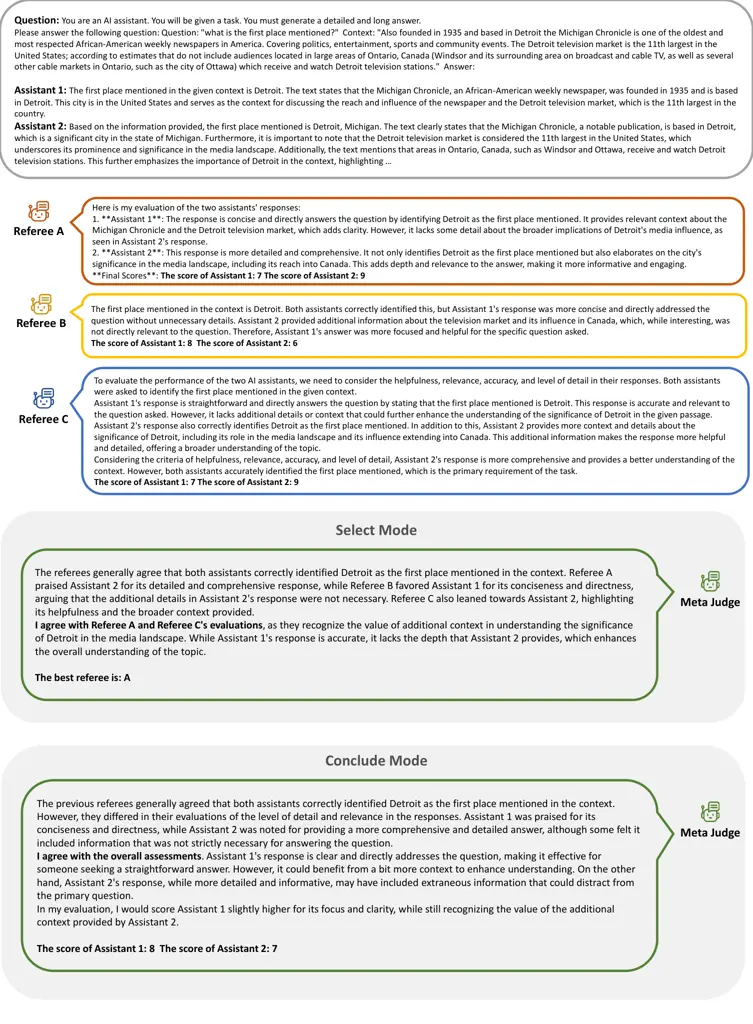 Question: You are an AI assistant. You will be given a task. You must generate a detailed and long answer.
Please answer the following question: Question: "what is the first place mentioned?" Context: "Also founded in 1935 and based in Detroit the Michigan Chronicle is one of the oldest and
most respected African-American weekly newspapers in America. Covering politics, entertainment, sports and community events. The Detroit television market is the 11th largest in the
United States; according to estimates that do not include audiences located in large areas of Ontario, Canada (Windsor and its surrounding area on broadcast and cable TV, as well as several
other cable markets in Ontario, such as the city of Ottawa) which receive and watch Detroit television stations." Answer:
Assistant 1: The first place mentioned in the given context is Detroit. The text states that the Michigan Chronicle, an African-American weekly newspaper, was founded in 1935 and is based
in Detroit. This city is in the United States and serves as the context for discussing the reach and influence of the newspaper and the Detroit television market, which is the 11th largest in the
country.
Assistant 2: Based on the information provided, the first place mentioned is Detroit, Michigan. The text clearly states that the Michigan Chronicle, a notable publication, is based in Detroit,
which is a significant city in the state of Michigan. Furthermore, it is important to note that the Detroit television market is considered the 11th largest in the United States, which
underscores its prominence and significance in the media landscape. Additionally, the text mentions that areas in Ontario, Canada, such as Windsor and Ottawa, receive and watch Detroit
television stations. This further emphasizes the importance of Detroit in the context, highlighting ...
Referee A
Here is my evaluation of the two assistants' responses:
1. **Assistant 1**: The response is concise and directly answers the question by identifying Detroit as the first place mentioned. It provides relevant context about the
Michigan Chronicle and the Detroit television market, which adds clarity. However, it lacks some detail about the broader implications of Detroit's media influence, as
seen in Assistant 2's response.
2. **Assistant 2**: This response is more detailed and comprehensive. It not only identifies Detroit as the first place mentioned but also elaborates on the city's
significance in the media landscape, including its reach into Canada. This adds depth and relevance to the answer, making it more informative and engaging.
**Final Scores**: The score of Assistant 1: 7 The score of Assistant 2: 9
Referee B
The first place mentioned in the context is Detroit. Both assistants correctly identified this, but Assistant 1's response was more concise and directly addressed the
question without unnecessary details. Assistant 2 provided additional information about the television market and its influence in Canada, which, while interesting, was
not directly relevant to the question. Therefore, Assistant 1's answer was more focused and helpful for the specific question asked.
The score of Assistant 1: 8 The score of Assistant 2: 6
Referee C
To evaluate the performance of the two AI assistants, we need to consider the helpfulness, relevance, accuracy, and level of detail in their responses. Both assistants
were asked to identify the first place mentioned in the given context.
Assistant 1's response is straightforward and directly answers the question by stating that the first place mentioned is Detroit. This response is accurate and relevant to
the question asked. However, it lacks additional details or context that could further enhance the understanding of the significance of Detroit in the given passage.
Assistant 2's response also correctly identifies Detroit as the first place mentioned. In addition to this, Assistant 2 provides more context and details about the
significance of Detroit, including its role in the media landscape and its influence extending into Canada. This additional information makes the response more helpful
and detailed, offering a broader understanding of the topic.
Considering the criteria of helpfulness, relevance, accuracy, and level of detail, Assistant 2's response is more comprehensive and provides a better understanding of the
context. However, both assistants accurately identified the first place mentioned, which is the primary requirement of the task.
The score of Assistant 1: 7 The score of Assistant 2: 9
Select Mode
The referees generally agree that both assistants correctly identified Detroit as the first place mentioned in the context. Referee A
praised Assistant 2 for its detailed and comprehensive response, while Referee B favored Assistant 1 for its conciseness and directness,
arguing that the additional details in Assistant 2's response were not necessary. Referee C also leaned towards Assistant 2, highlighting
its helpfulness and the broader context provided.
I agree with Referee A and Referee C's evaluations, as they recognize the value of additional context in understanding the significance
of Detroit in the media landscape. While Assistant 1's response is accurate, it lacks the depth that Assistant 2 provides, which enhances
the overall understanding of the topic.
The best referee is: A
Meta Judge
Conclude Mode
The previous referees generally agreed that both assistants correctly identified Detroit as the first place mentioned in the context.
However, they differed in their evaluations of the level of detail and relevance in the responses. Assistant 1 was praised for its
conciseness and directness, while Assistant 2 was noted for providing a more comprehensive and detailed answer, although some felt it
included information that was not strictly necessary for answering the question.
I agree with the overall assessments. Assistant 1's response is clear and directly addresses the question, making it effective for
someone seeking a straightforward answer. However, it could benefit from a bit more context to enhance understanding. On the other
hand, Assistant 2's response, while more detailed and informative, may have included extraneous information that could distract from
the primary question.
In my evaluation, I would score Assistant 1 slightly higher for its focus and clarity, while still recognizing the value of the additional
context provided by Assistant 2.
The score of Assistant 1: 8 The score of Assistant 2: 7
Meta Judge